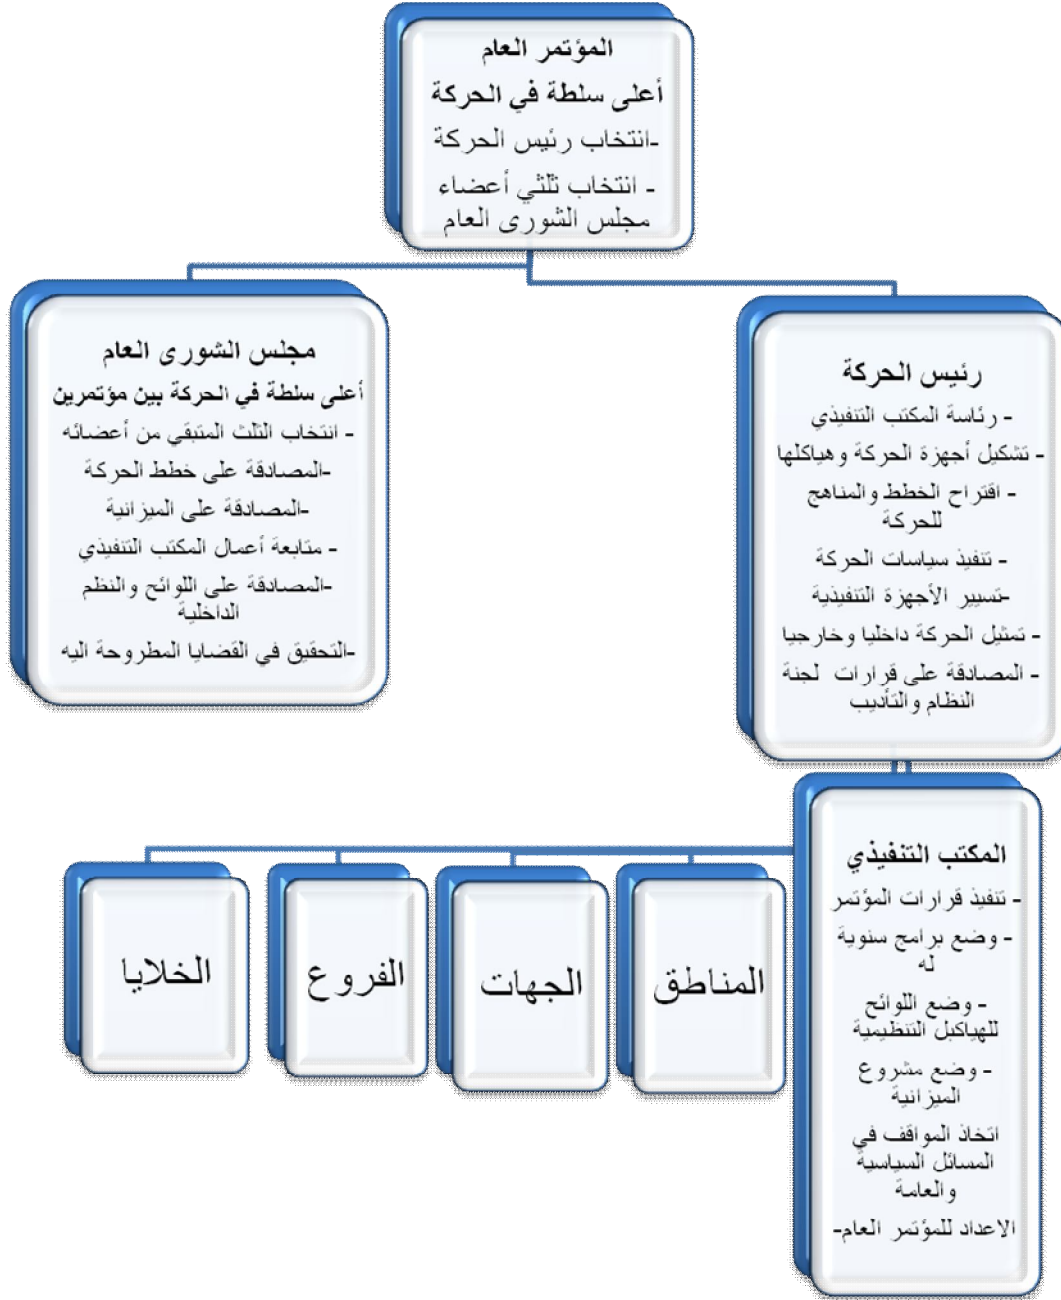 المؤتمر العام
أعلى سلطة في الحركة
-انتخاب رئيس الحركة
- انتخاب ثلثي أعضاء
مجلس الشورى العام
رئيس الحركة
- رئاسة المكتب التنفيذي
- تشكيل أجهزة الحركة وهياكلها
- اقتراح الخطط والمناهج
للحركة
- تنفيذ سياسات الحركة
-تسيير الأجهزة التنفيذية
- تمثيل الحركة داخليا وخارجيا
- المصادقة على قرارات لجنة
النظام والتأديب
مجلس الشورى العام
أعلى سلطة في الحركة بين مؤتمرين
- انتخاب الثلث المتبقي من أعضائه
-المصادقة على خطط الحركة
-المصادقة على الميزانية
- متابعة أعمال المكتب التنفيذي
-المصادقة على اللوائح والنظم
الداخلية
-التحقيق في القضايا المطروحة اليه
المكتب التنفيذي
- تنفيذ قرارات المؤتمر
- وضع برامج سنوية
له
- وضع اللوائح
للهياكل التنظيمية
- وضع مشروع
الميزانية
اتخاذ المواقف في
المسائل السياسية
والعامة
الاعداد للمؤتمر العام-
المناطق
الجهات
الفروع
الخلايا